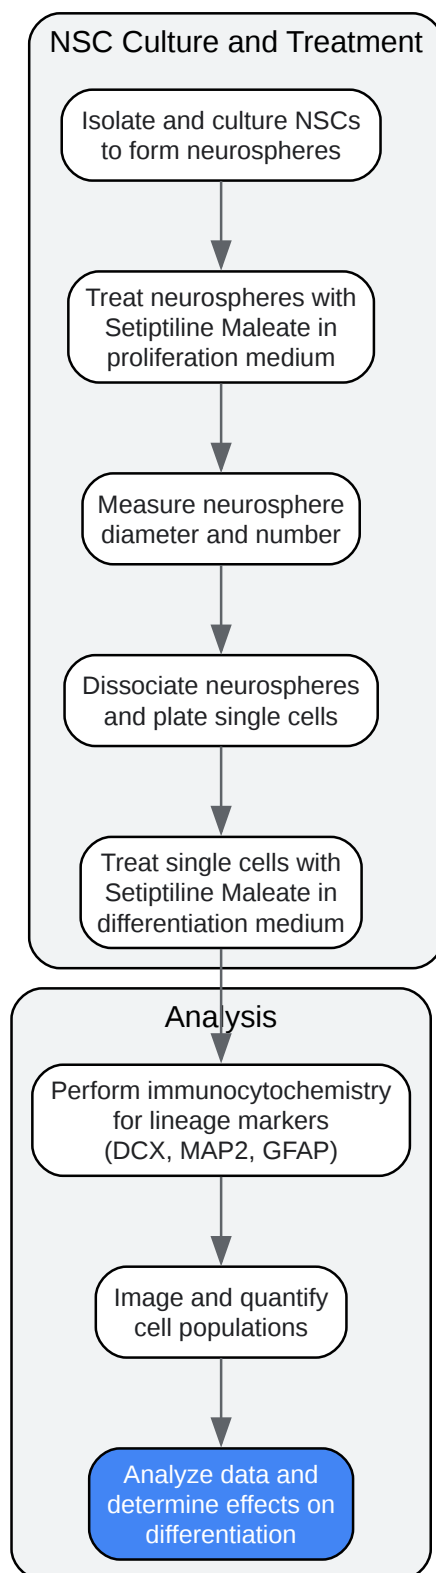 NSC Culture and Treatment
Isolate and culture NSCs
to form neurospheres
Treat neurospheres with
Setiptiline Maleate in
proliferation medium
Measure neurosphere
diameter and number
Dissociate neurospheres
and plate single cells
Treat single cells with
Setiptiline Maleate in
differentiation medium
Analysis
Perform immunocytochemistry
for lineage markers
(DCX, MAP2, GFAP)
Image and quantify
cell populations
Analyze data and
determine effects on
differentiation